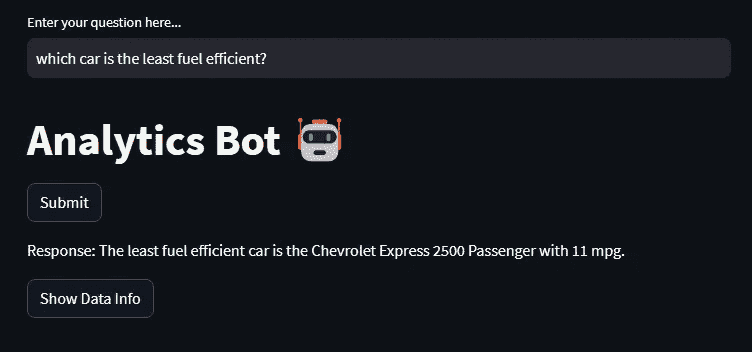 Enter your question here...
which car is the least fuel efficient?
Analytics Bot
Submit
Response: The least fuel efficient car is the Chevrolet Express 2500 Passenger with 11 mpg.
Show Data Info